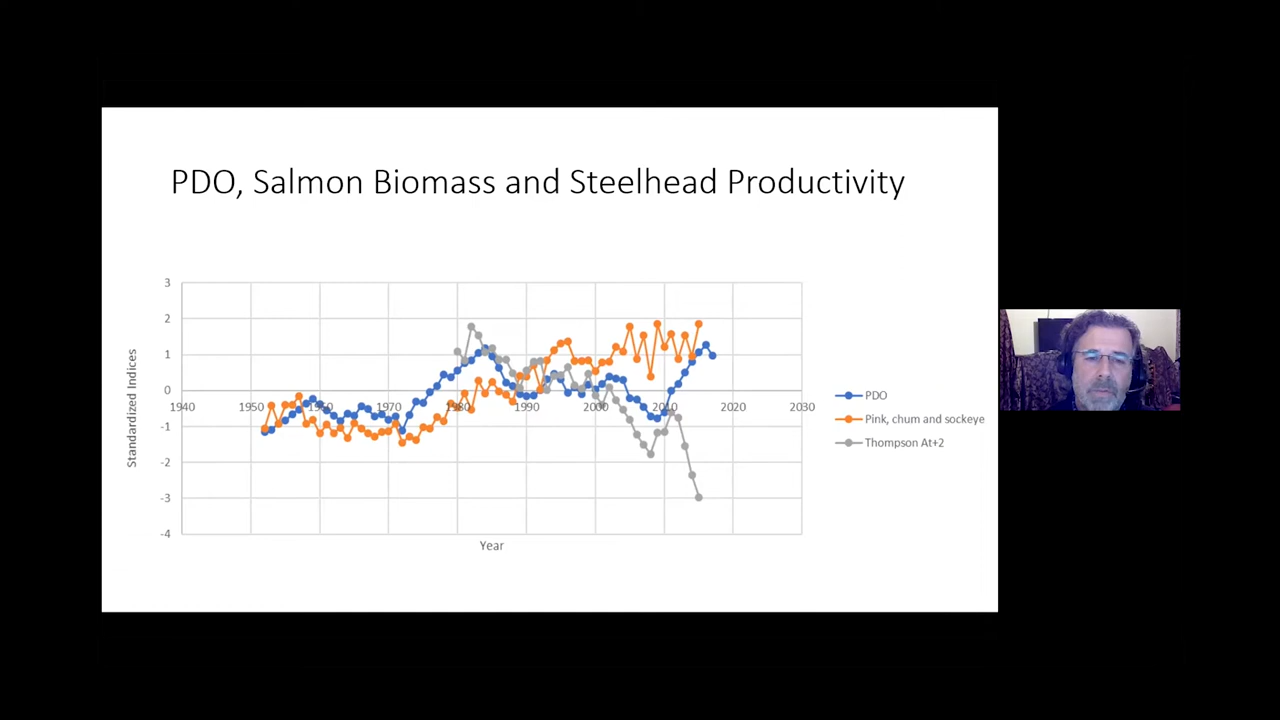 PDO, Salmon Biomass and Steelhead Productivity
3
2
1
0
-1
-2
-3
-4
1940 1950 1960 1970 1980 1990 2000 2010 2020 2030
Standardized Indices
Year
PDO
Pink, chum and sockeye
Thompson At+2